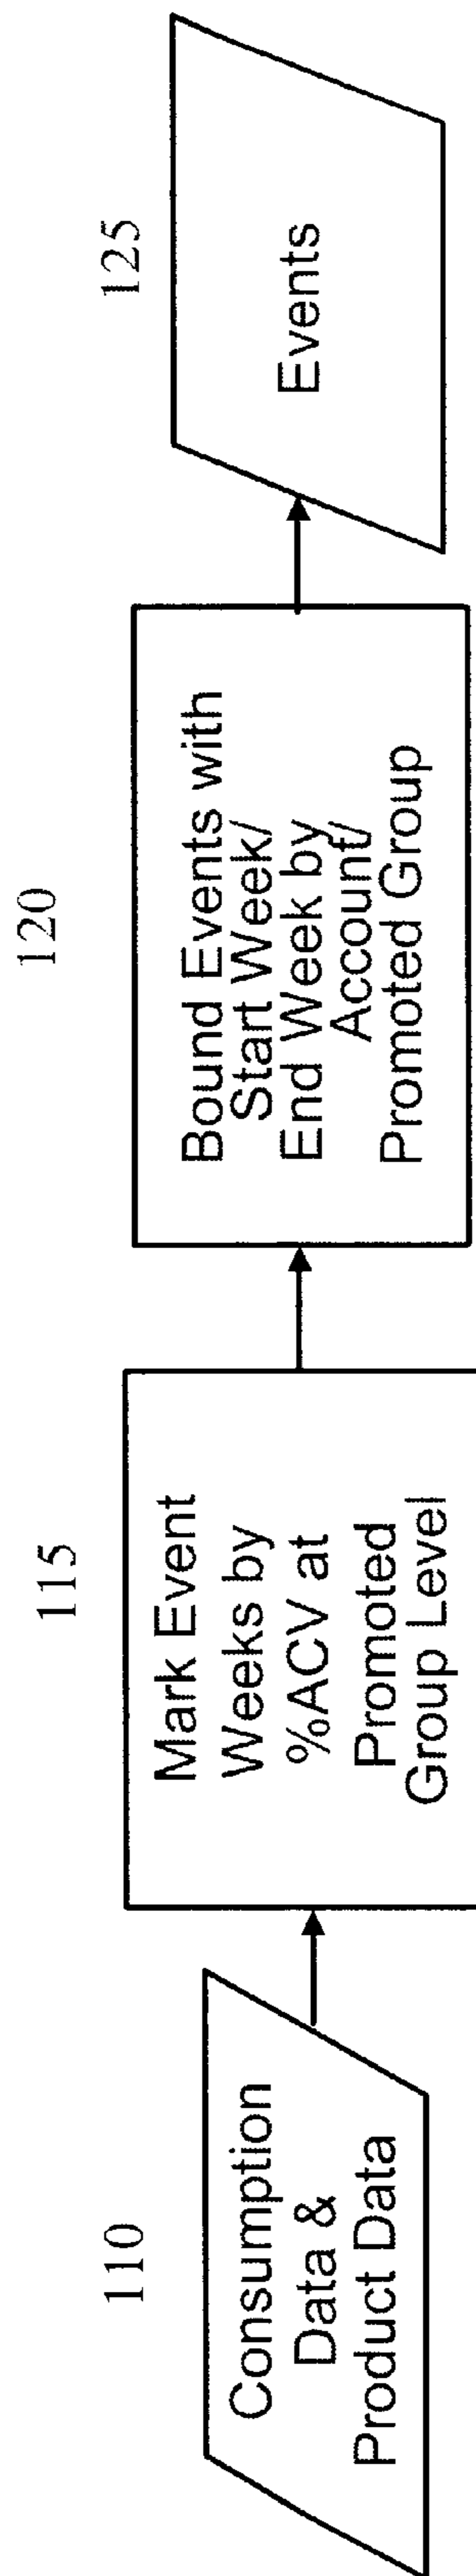 110
Consumption
Data &
Product Data
115
Mark Event
Weeks by
%ACV at
Promoted
Group Level
120
Bound Events with
Start Week/
End Week by
Account/
Promoted Group
125
Events